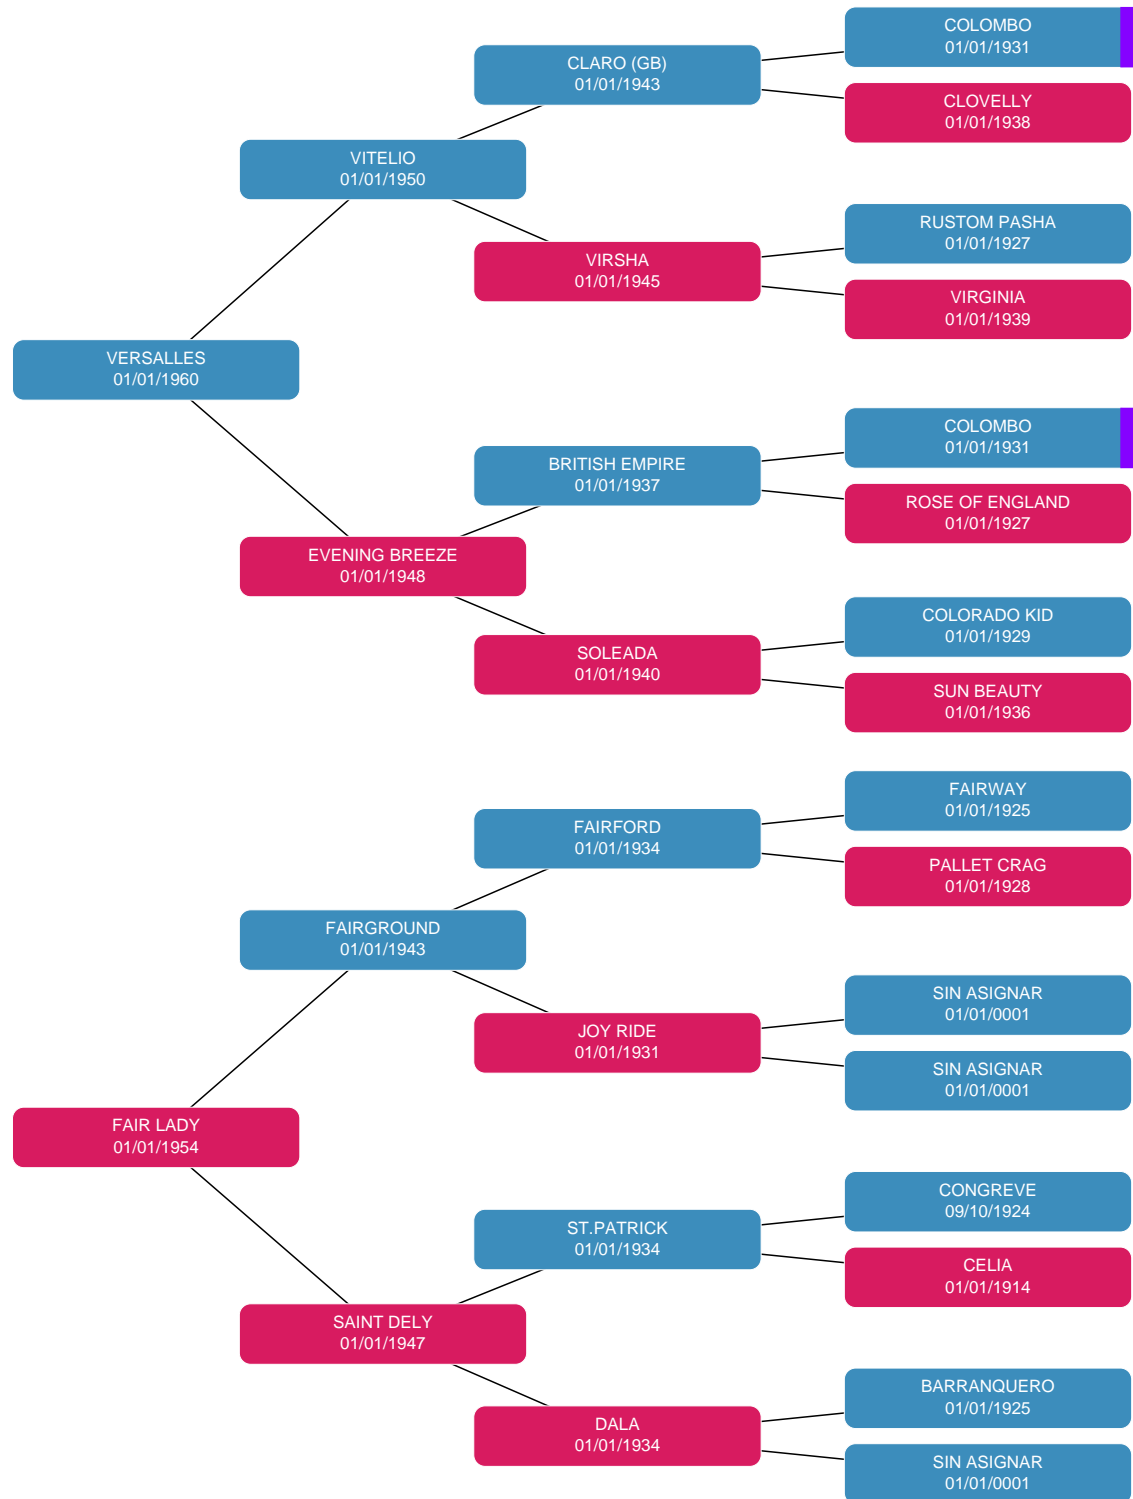 COLOMBO
01/01/1931
CLARO (GB)
01/01/1943
CLOVELLY
01/01/1938
VITELIO
01/01/1950
RUSTOM PASHA
01/01/1927
VIRSHA
01/01/1945
VIRGINIA
01/01/1939
VERSALLES
01/01/1960
COLOMBO
01/01/1931
BRITISH EMPIRE
01/01/1937
ROSE OF ENGLAND
01/01/1927
EVENING BREEZE
01/01/1948
COLORADO KID
01/01/1929
SOLEADA
01/01/1940
SUN BEAUTY
01/01/1936
FAIRWAY
01/01/1925
FAIRFORD
01/01/1934
PALLET CRAG
01/01/1928
FAIRGROUND
01/01/1943
SIN ASIGNAR
01/01/0001
JOY RIDE
01/01/1931
SIN ASIGNAR
01/01/0001
FAIR LADY
01/01/1954
CONGREVE
09/10/1924
ST.PATRICK
01/01/1934
CELIA
01/01/1914
SAINT DELY
01/01/1947
BARRANQUERO
01/01/1925
DALA
01/01/1934
SIN ASIGNAR
01/01/0001